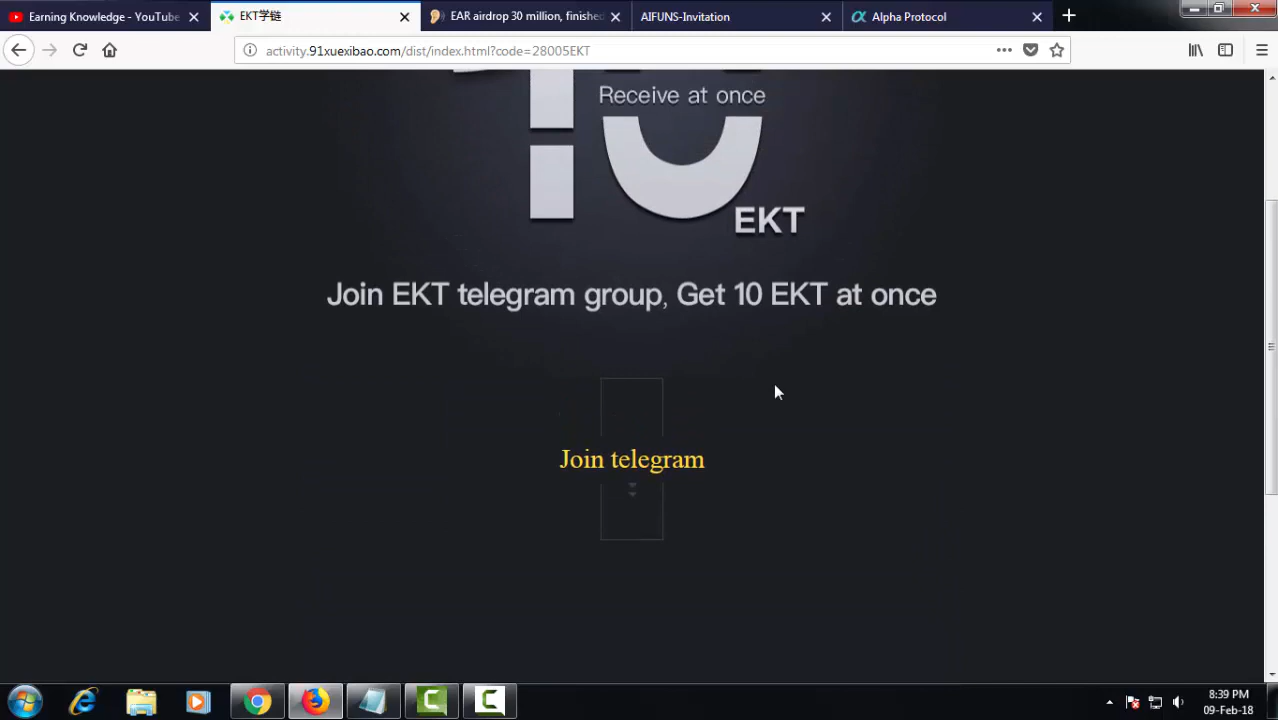 Earning Knowledge - YouTube
EKT学链
EAR airdrop 30 million, finished
AIFUNS-Invitation
Alpha Protocol
activity.91xuexibao.com/dist/index.html?code=28005EKT
Receive at once
10
EKT
Join EKT telegram group, Get 10 EKT at once
Join telegram
8:39 PM
09-Feb-18